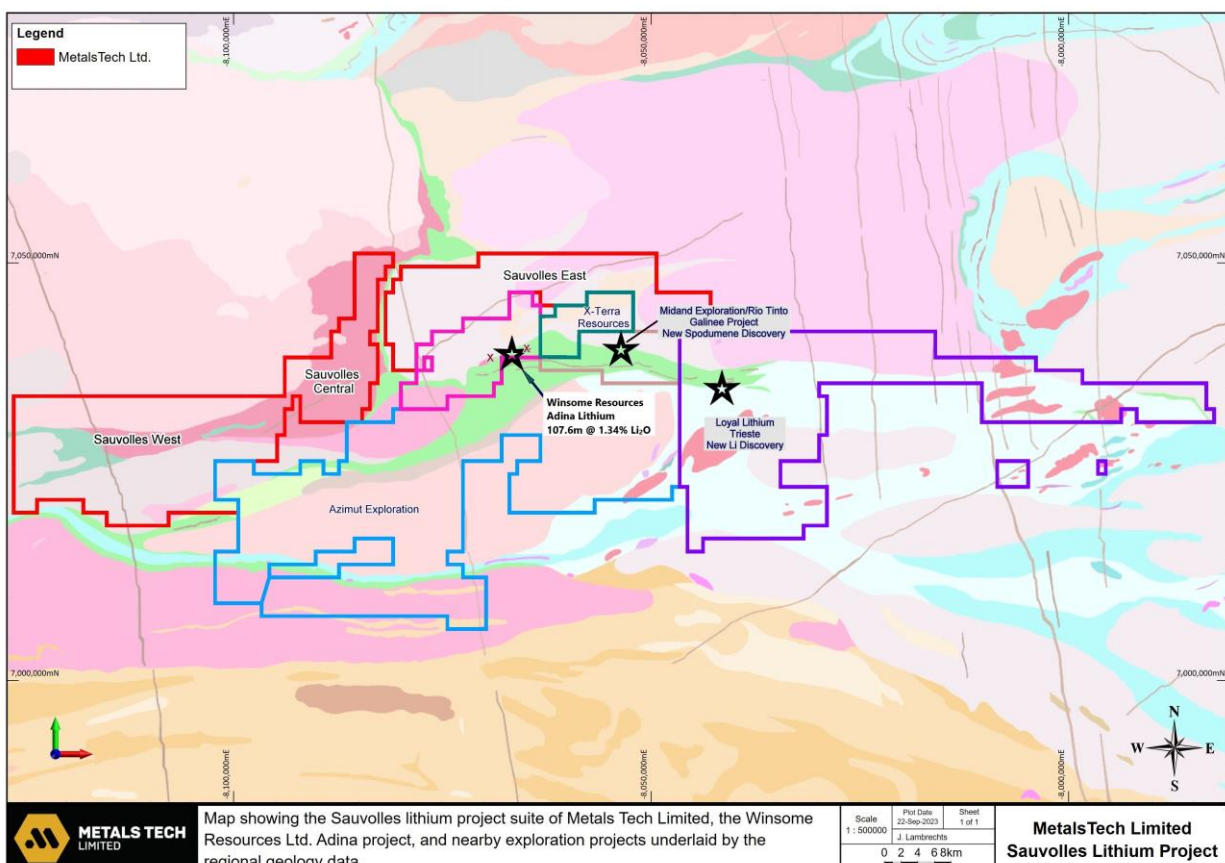 Legend
MetalsTech Ltd.
-8,100,000mE
-8,050,000mE
-8,000,000mE
7,050,000mN
7,050,000mN
Sauvolles East
X-Terra
Resources
Midand Exploration/Rio Tinto
Galinee Project
New Spodumene Discovery
X
X
Sauvolles
Central
Winsome Resources
Adina Lithium
107.6m @ 1.34% Li₂O
Loyal Lithium
Trieste
New Li Discovery
Sauvolles West
Azimut Exploration
7,000,000mN
7,000,000mN
N
W
E
S
-8,100,000mE
-8,050,000mE
-8,000,000mE
METALS TECH
LIMITED
Map showing the Sauvolles lithium project suite of Metals Tech Limited, the Winsome
Resources Ltd. Adina project, and nearby exploration projects underlaid by the
regional geology data
Scale
1 : 500000
Plot Date
22-Sep-2023
Sheet
1 of 1
J. Lambrechts
0 2 4 6 8km
MetalsTech Limited
Sauvolles Lithium Project